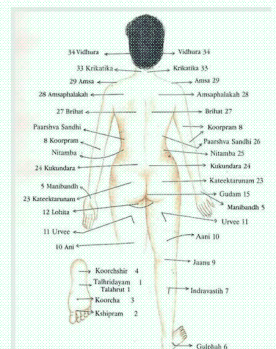 34 Vidhura Vidhura 34
33 Krikatika Krikatika 33
29 Amsa Amsa 29
28 Amsaphalakah Amsaphalakah 28
27 Brihat Brihat 27
Koorpram 8
Paarshva Sandhi
Paarshva Sandhi 26
8 Koorpram
Nitamba Nitamba 25
24 Kukundara Kukundara 24
Kateektarunam 23
5 Manibandh
Gudam 15
23 Kateektarunam
Manibandh 5
12 Lohita
Urvee 11
11 Urvee
Aani 10
10 Ani
Jaanu 9
Koorchshir 4
Talhridayam 1
Talahrut 1
Indravastih 7
Koorcha 3
Kshipram 2
Gulphah 6